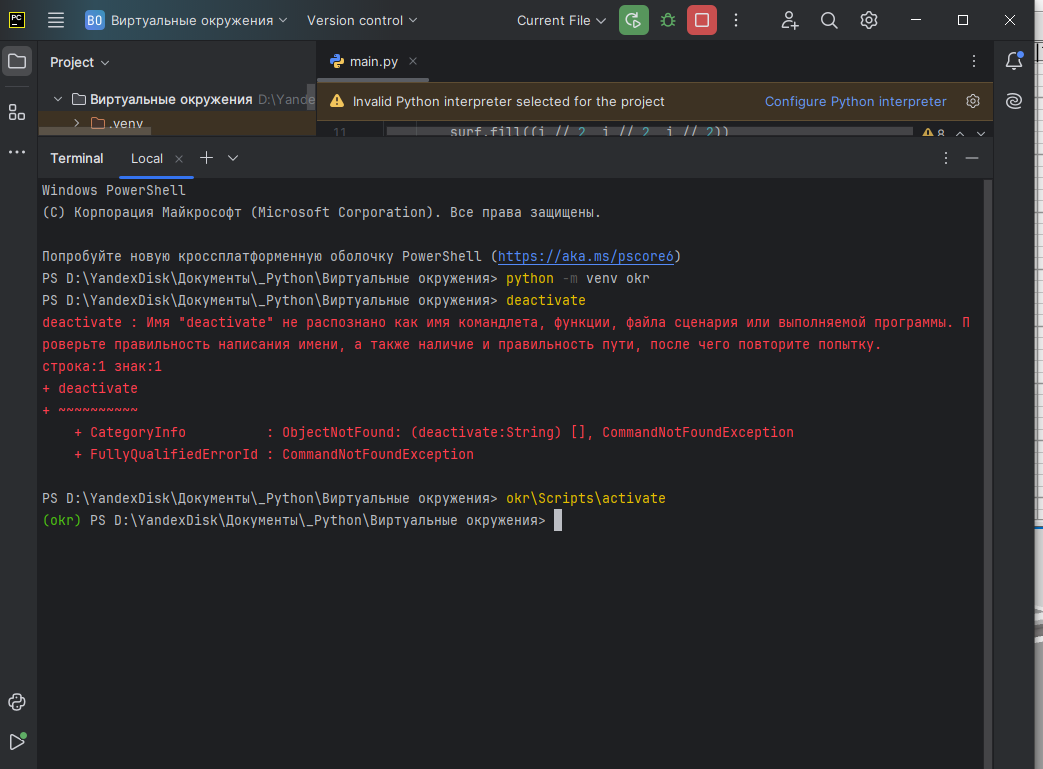 PC
ВО Виртуальные окружения Version control Current File
Project
main.py
Виртуальные окружения D:\Yande
Invalid Python interpreter selected for the project Configure Python interpreter
.venv
11 surf.fill((i // 2, i // 2, i // 2)) 8
Terminal Local
Windows PowerShell
(C) Корпорация Майкрософт (Microsoft Corporation). Все права защищены.
Попробуйте новую кроссплатформенную оболочку PowerShell (https://aka.ms/pscore6)
PS D:\YandexDisk\Документы\_Python\Виртуальные окружения> python -m venv okr
PS D:\YandexDisk\Документы\_Python\Виртуальные окружения> deactivate
deactivate : Имя "deactivate" не распознано как имя командлета, функции, файла сценария или выполняемой программы. П
роверьте правильность написания имени, а также наличие и правильность пути, после чего повторите попытку.
строка:1 знак:1
+ deactivate
+ ~~~~~~~~~~
+ CategoryInfo : ObjectNotFound: (deactivate:String) [], CommandNotFoundException
+ FullyQualifiedErrorId : CommandNotFoundException
PS D:\YandexDisk\Документы\_Python\Виртуальные окружения> okr\Scripts\activate
(okr) PS D:\YandexDisk\Документы\_Python\Виртуальные окружения>